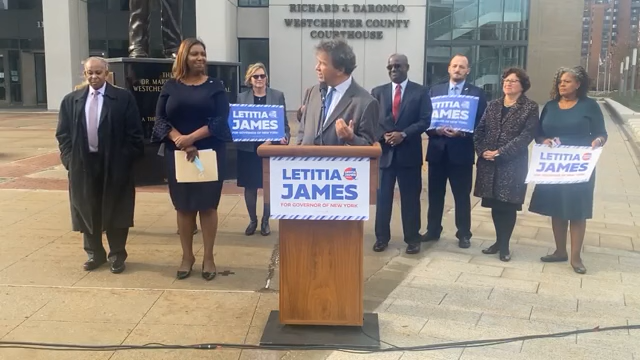 RICHARD J. DARONCO
WESTCHESTER COUNTY
COURTHOUSE
LETITIA
JAMES
LETITIA
JAMES
LETITIA
JAMES
LETITIA
JAMES
FOR GOVERNOR OF NEW YORK